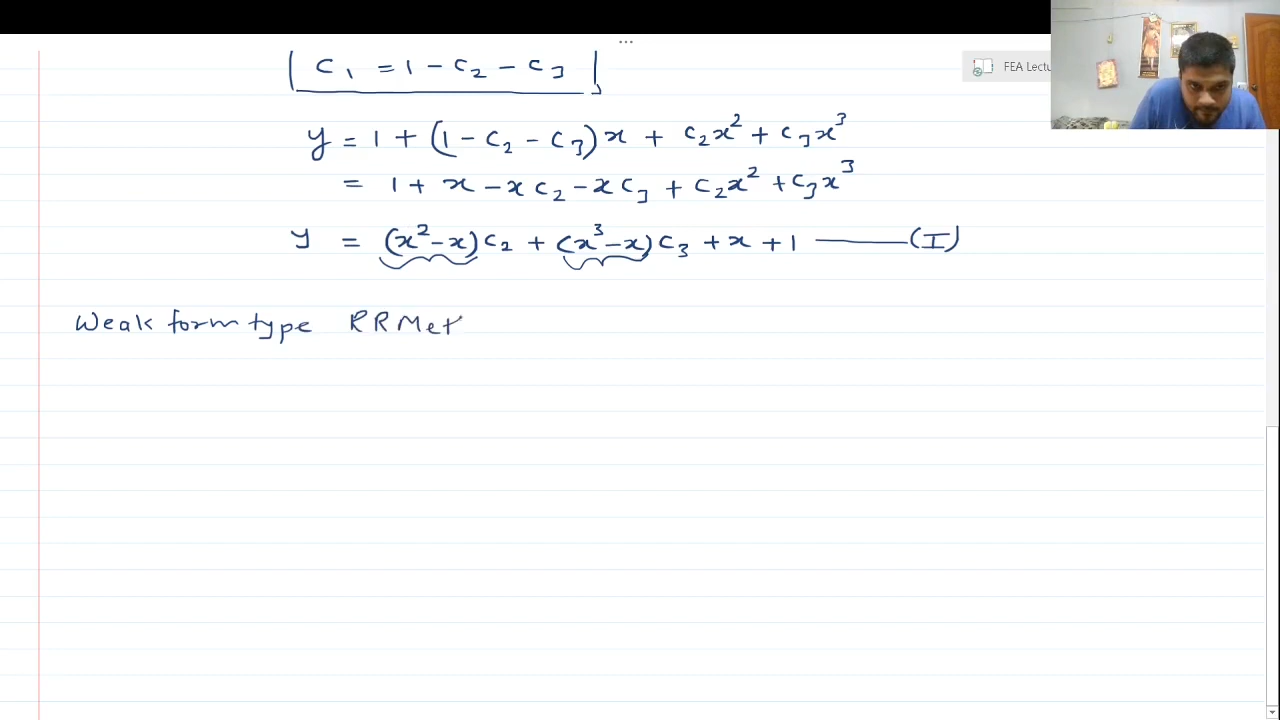 ...
FEA Lectu
C₁ = 1 - C₂ - C₃
y = 1 + (1 - C₂ - C₃)x + C₂x² + C₃x³
= 1 + x - xC₂ - xC₃ + C₂x² + C₃x³
y = (x² - x)C₂ + (x³ - x)C₃ + x + 1 ——— (I)
Weak form type RR Met